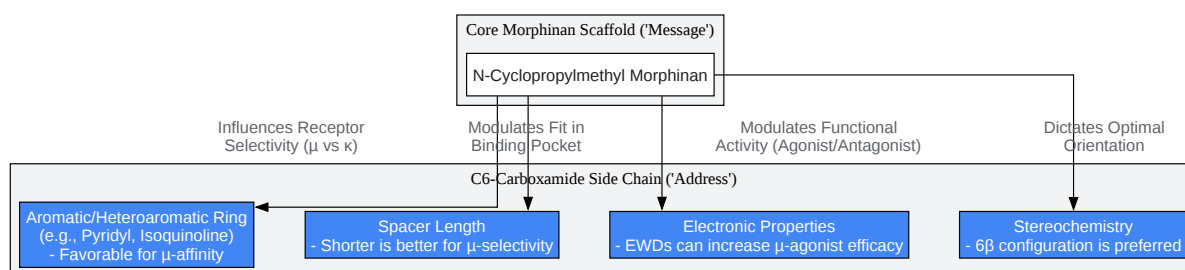 Core Morphinan Scaffold ('Message')
N-Cyclopropylmethyl Morphinan
Influences Receptor
Selectivity (μ vs κ)
Modulates Fit in
Binding Pocket
Modulates Functional
Activity (Agonist/Antagonist)
Dictates Optimal
Orientation
C6-Carboxamide Side Chain ('Address')
Aromatic/Heteroaromatic Ring
(e.g., Pyridyl, Isoquinoline)
- Favorable for μ-affinity
Spacer Length
- Shorter is better for μ-selectivity
Electronic Properties
- EWDs can increase μ-agonist efficacy
Stereochemistry
- 6β configuration is preferred